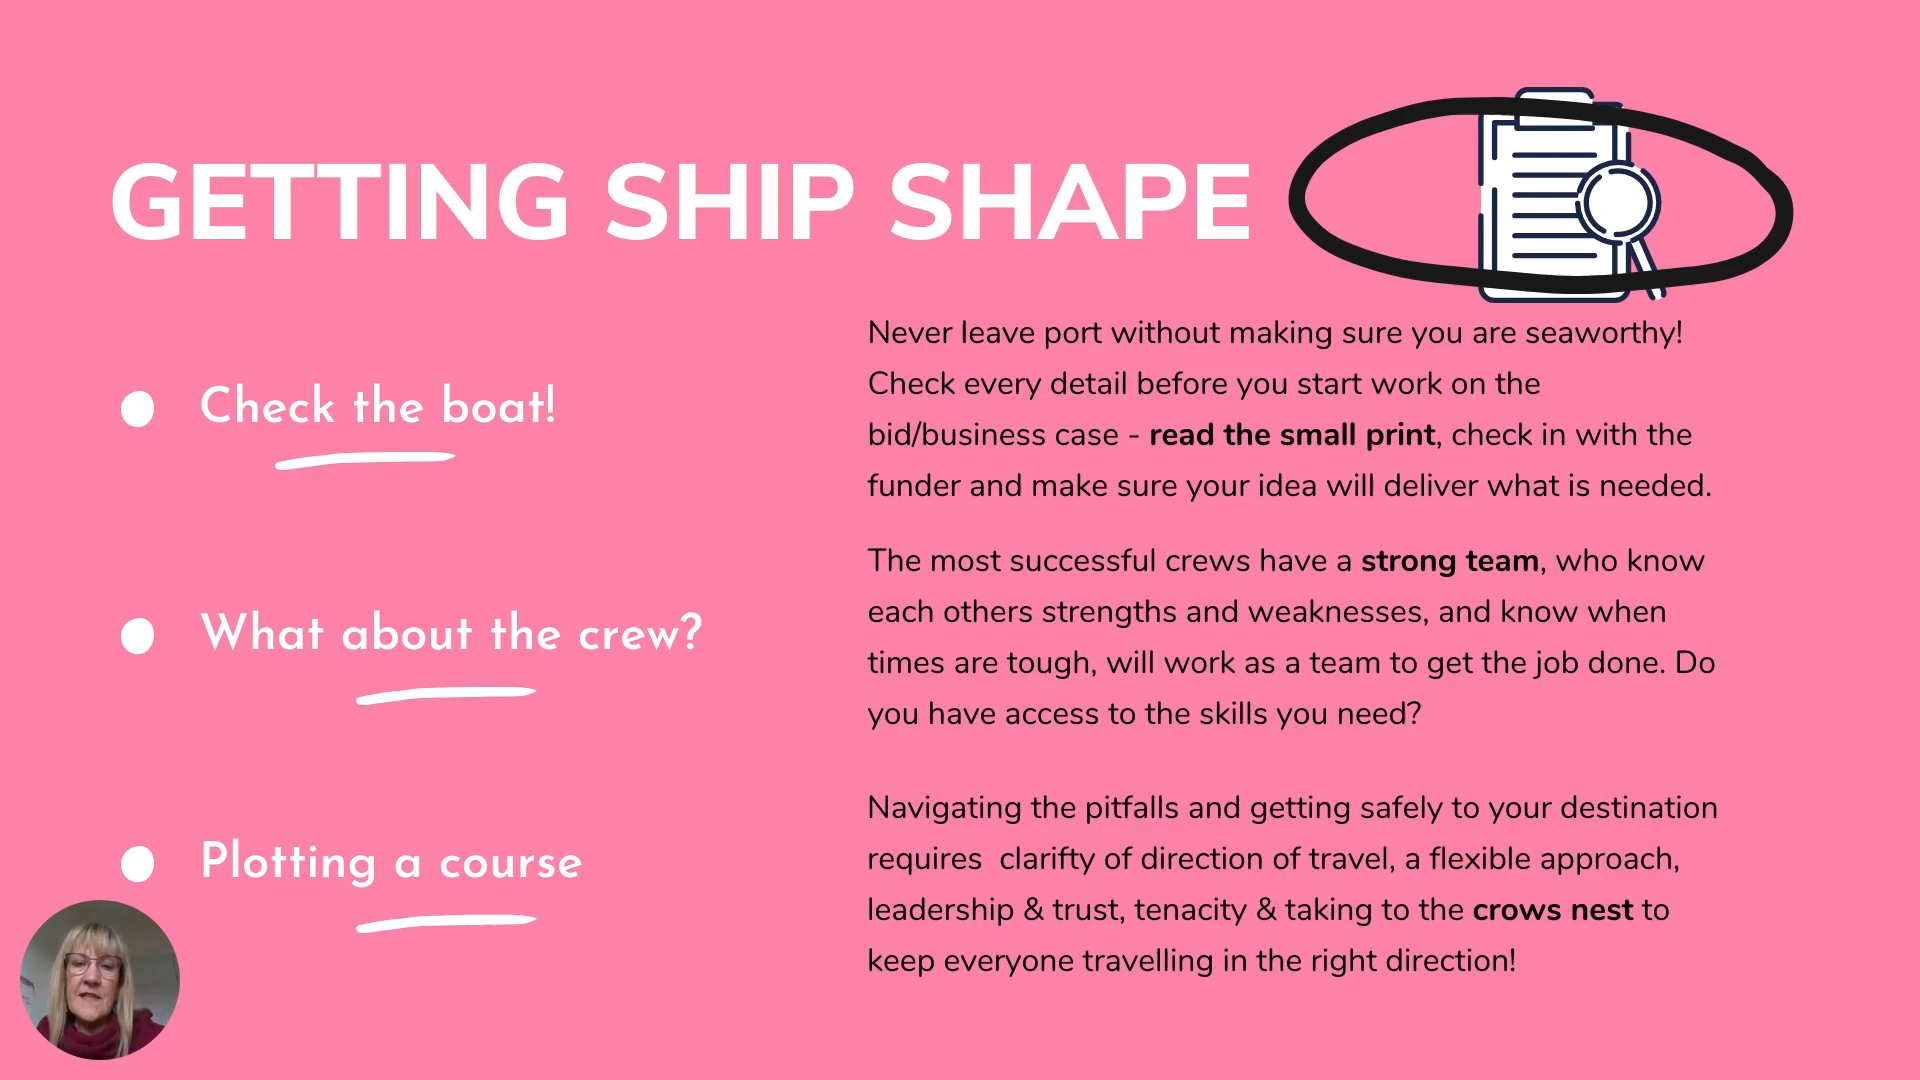 GETTING SHIP SHAPE
Check the boat!
Never leave port without making sure you are seaworthy!
Check every detail before you start work on the
bid/business case - read the small print, check in with the
funder and make sure your idea will deliver what is needed.
What about the crew?
The most successful crews have a strong team, who know
each others strengths and weaknesses, and know when
times are tough, will work as a team to get the job done. Do
you have access to the skills you need?
Plotting a course
Navigating the pitfalls and getting safely to your destination
requires  clarifty of direction of travel, a flexible approach,
leadership & trust, tenacity & taking to the crows nest to
keep everyone travelling in the right direction!